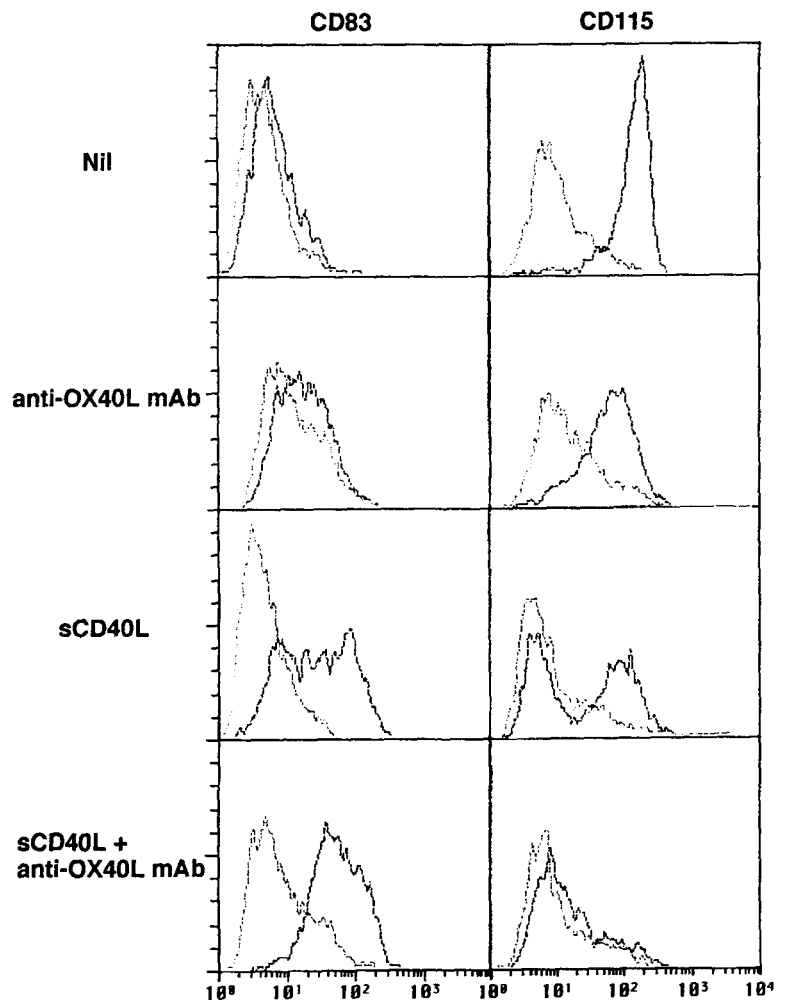 CD83 CD115
Nil
anti-OX40L mAb
sCD40L
sCD40L +
anti-OX40L mAb
10⁰ 10¹ 10² 10³ 10⁰ 10¹ 10² 10³ 10⁴